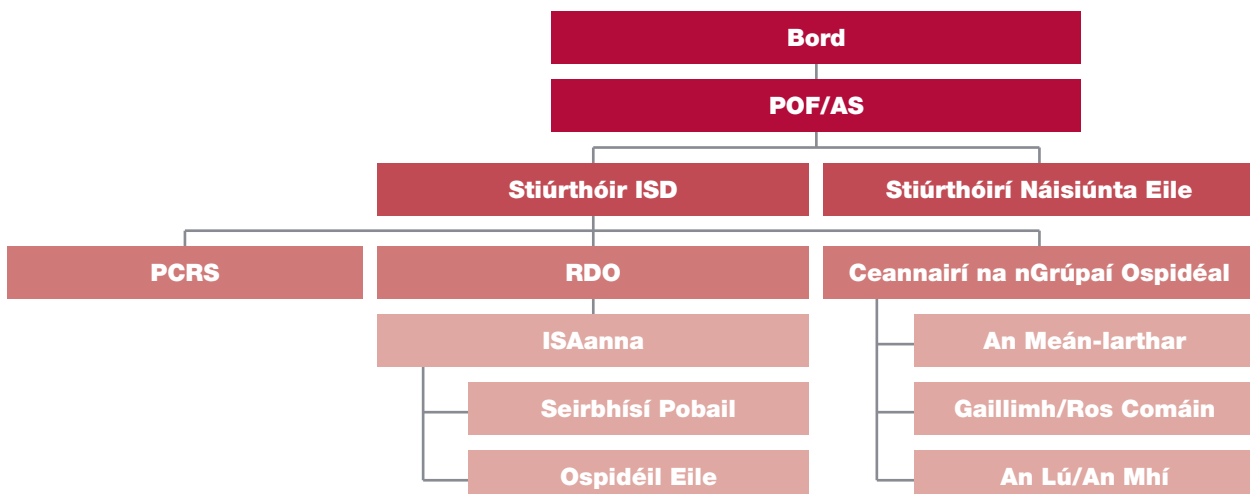 Bord
POF/AS
Stiúrthóir ISD
Stiúrthóirí Náisiúnta Eile
PCRS
RDO
Ceannairí na nGrúpaí Ospidéal
ISAanna
An Meán-Iarthar
Seirbhísí Pobail
Gaillimh/Ros Comáin
Ospidéil Eile
An Lú/An Mhí